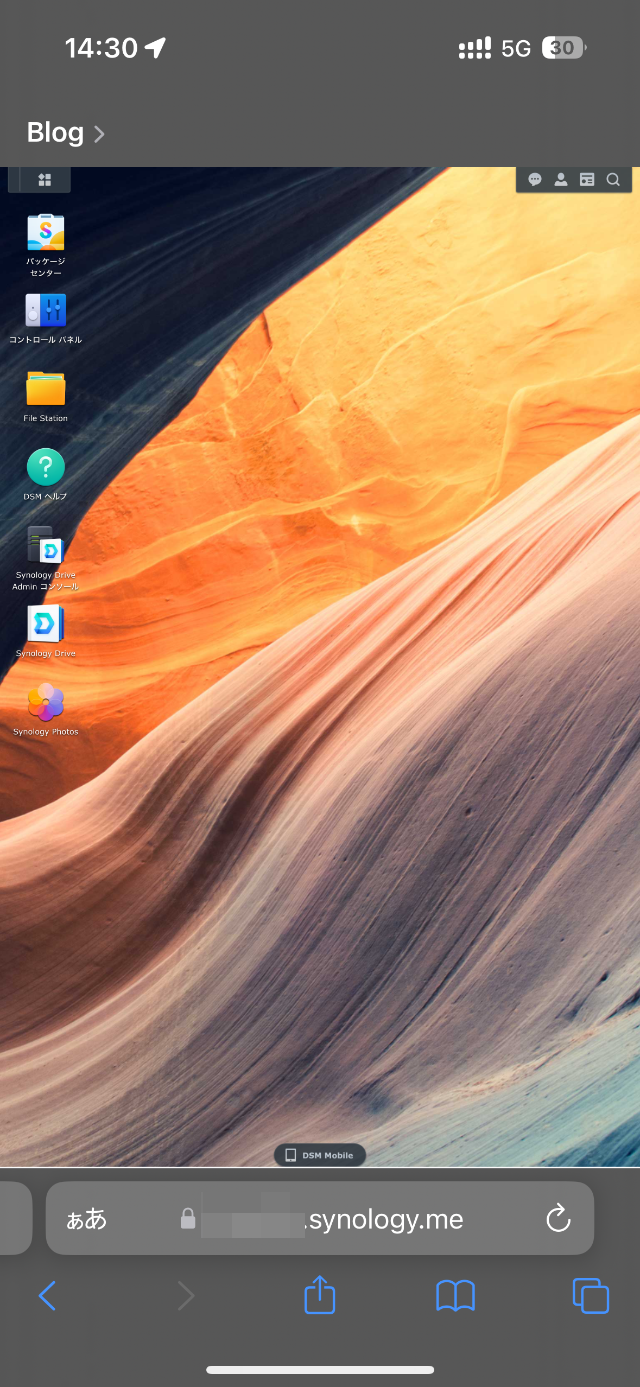 14:30
5G
30
Blog
パッケージ
センター
コントロール パネル
File Station
DSM ヘルプ
Synology Drive
Admin コンソール
Synology Drive
Synology Photos
DSM Mobile
ぁあ
.synology.me